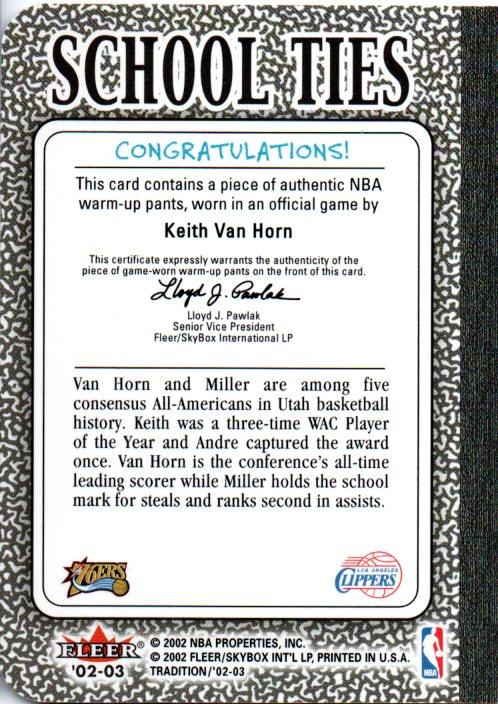 SCHOOL TIES
CONGRATULATIONS!
This card contains a piece of authentic NBA
warm-up pants, worn in an official game by
Keith Van Horn
This certificate expressly warrants the authenticity of the
piece of game-worn warm-up pants on the front of this card.
Lloyd J. Pawlak
Lloyd J. Pawlak
Senior Vice President
Fleer/SkyBox International LP
Van Horn and Miller are among five
consensus All-Americans in Utah basketball
history. Keith was a three-time WAC Player
of the Year and Andre captured the award
once. Van Horn is the conference's all-time
leading scorer while Miller holds the school
mark for steals and ranks second in assists.
76ERS
LOS ANGELES
CLIPPERS
FLEER®
'02-03
© 2002 NBA PROPERTIES, INC.
© 2002 FLEER/SKYBOX INT'L LP, PRINTED IN U.S.A.
TRADITION/'02-03
NBA